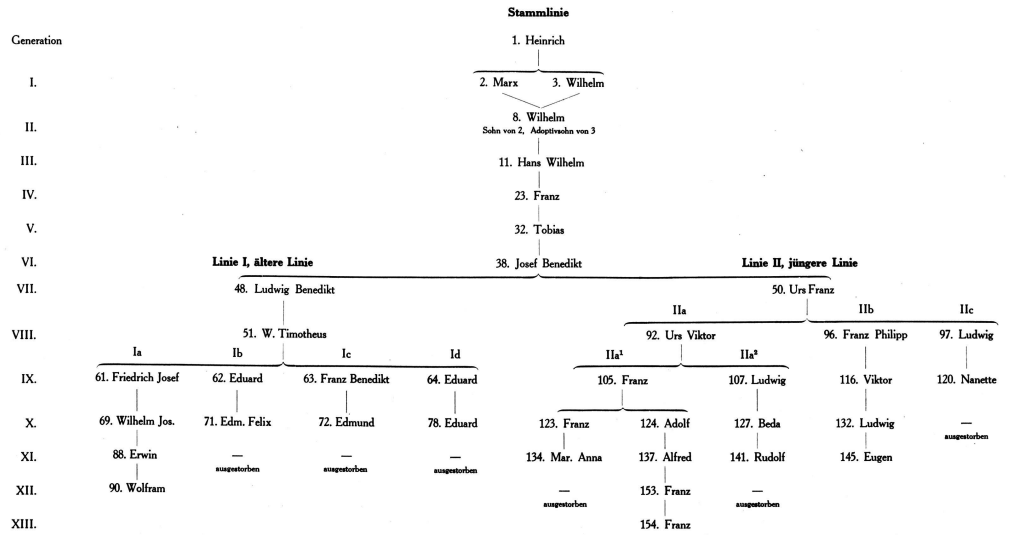 Stammlinie
Generation 1. Heinrich
I. 2. Marx 3. Wilhelm
II. 8. Wilhelm
Sohn von 2, Adoptivsohn von 3
III. 11. Hans Wilhelm
IV. 23. Franz
V. 32. Tobias
VI. Linie I, ältere Linie 38. Josef Benedikt Linie II, jüngere Linie
VII. 48. Ludwig Benedikt 50. Urs Franz
IIa IIb IIc
VIII. 51. W. Timotheus 92. Urs Viktor 96. Franz Philipp 97. Ludwig
Ia Ib Ic Id IIa¹ IIa²
IX. 61. Friedrich Josef 62. Eduard 63. Franz Benedikt 64. Eduard 105. Franz 107. Ludwig 116. Viktor 120. Nanette
X. 69. Wilhelm Jos. 71. Edm. Felix 72. Edmund 78. Eduard 123. Franz 124. Adolf 127. Beda 132. Ludwig —
ausgestorben
XI. 88. Erwin — — — 134. Mar. Anna 137. Alfred 141. Rudolf 145. Eugen
ausgestorben ausgestorben ausgestorben
XII. 90. Wolfram — 153. Franz —
ausgestorben ausgestorben
XIII. 154. Franz